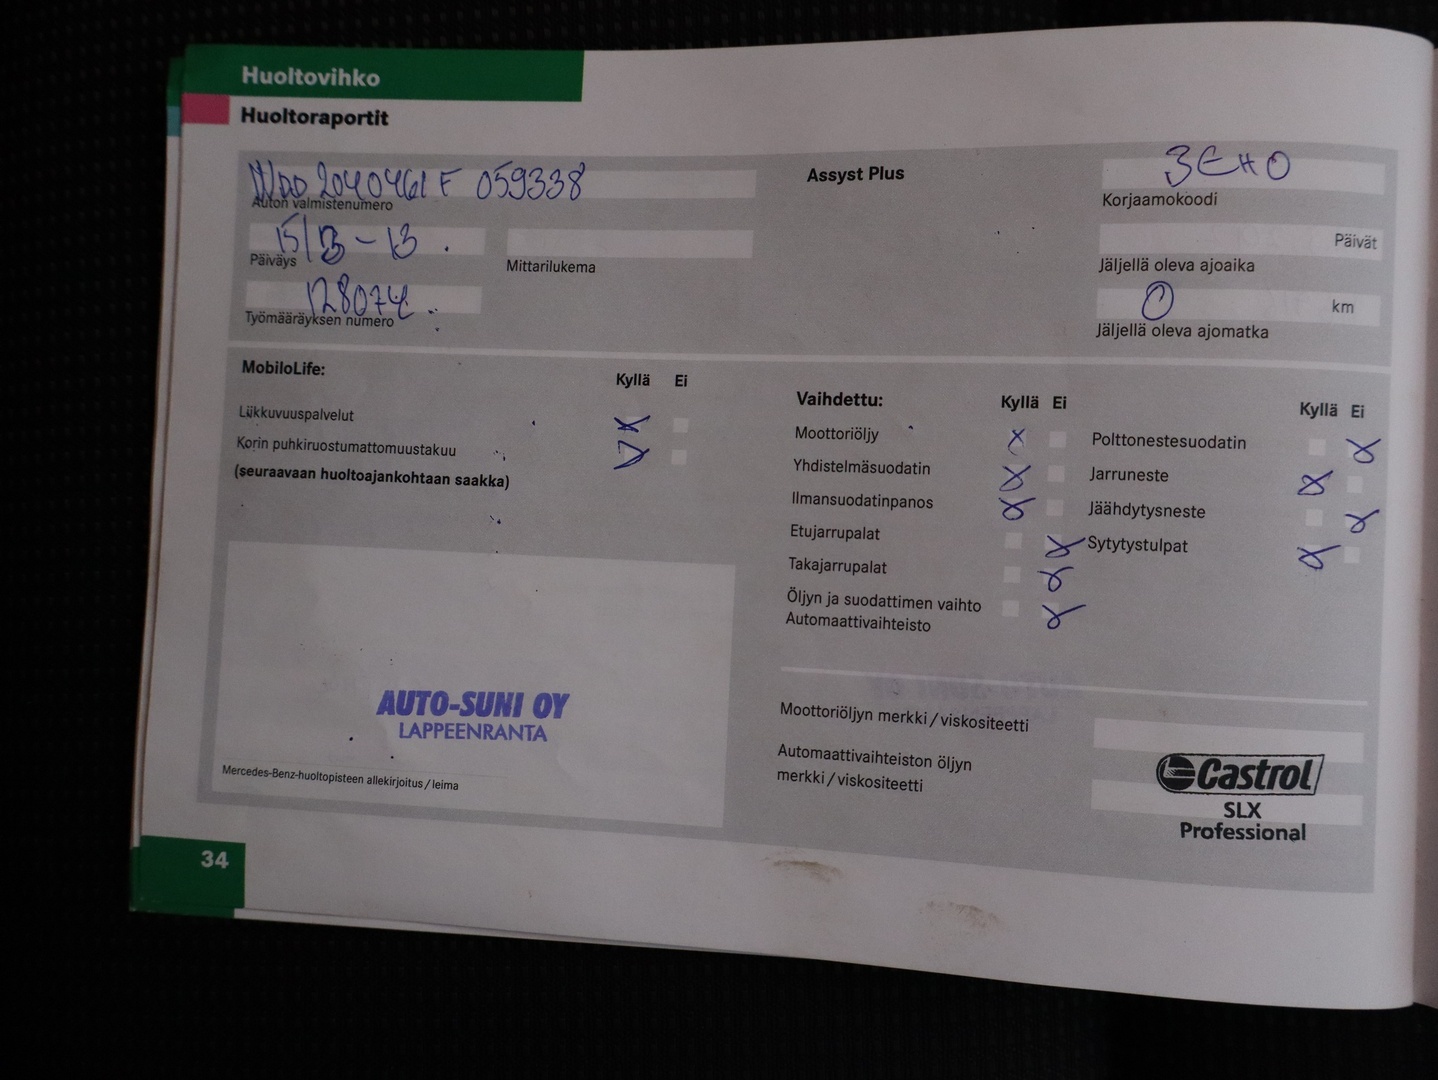 Huoltovihko
Huoltoraportit
WDD 2040461 F 059338
Auton valmistenumero
Assyst Plus
3EHO
Korjaamokoodi
15/3-13.
Päiväys
Mittarilukema
Päivät
Jäljellä oleva ajoaika
Työmääräyksen numero
0 km
Jäljellä oleva ajomatka
MobiloLife:
Kyllä Ei
Liikkuvuuspalvelut
Korin puhkiruostumattomuustakuu
(seuraavaan huoltoajankohtaan saakka)
Vaihdettu:
Kyllä Ei
Moottoriöljy
Yhdistelmäsuodatin
Ilmansuodatinpanos
Etujarrupalat
Takajarrupalat
Öljyn ja suodattimen vaihto
Automaattivaihteisto
Kyllä Ei
Polttonestesuodatin
Jarruneste
Jäähdytysneste
Sytytystulpat
AUTO-SUNI OY
LAPPEENRANTA
Mercedes-Benz-huoltopisteen allekirjoitus / leima
Moottoriöljyn merkki / viskositeetti
Automaattivaihteiston öljyn
merkki / viskositeetti
Castrol
SLX
Professional
34